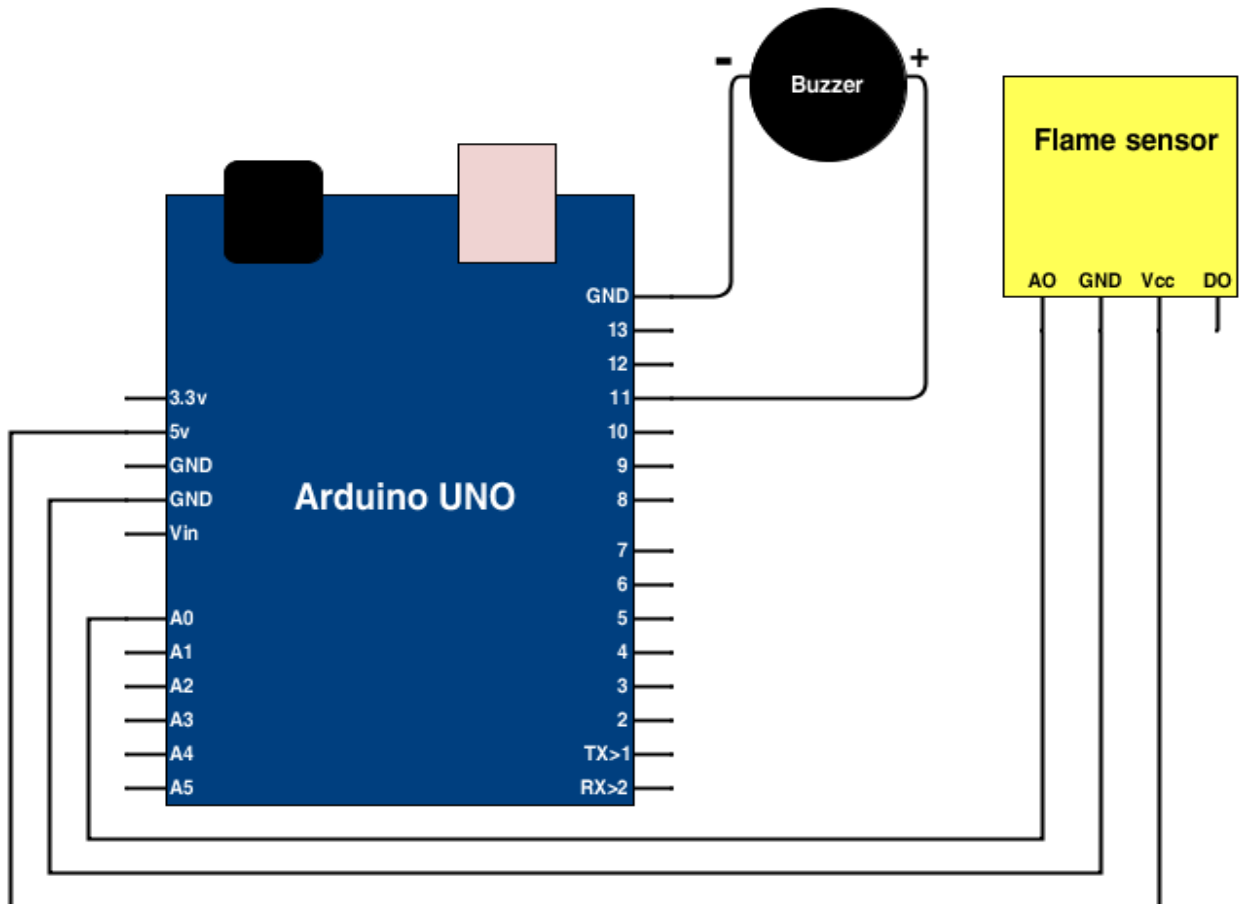 - +
Buzzer
Flame sensor
AO GND Vcc DO
GND
13
12
11
10
9
8
7
6
5
4
3
2
TX>1
RX>2
3.3v
5v
GND
GND
Vin
A0
A1
A2
A3
A4
A5
Arduino UNO